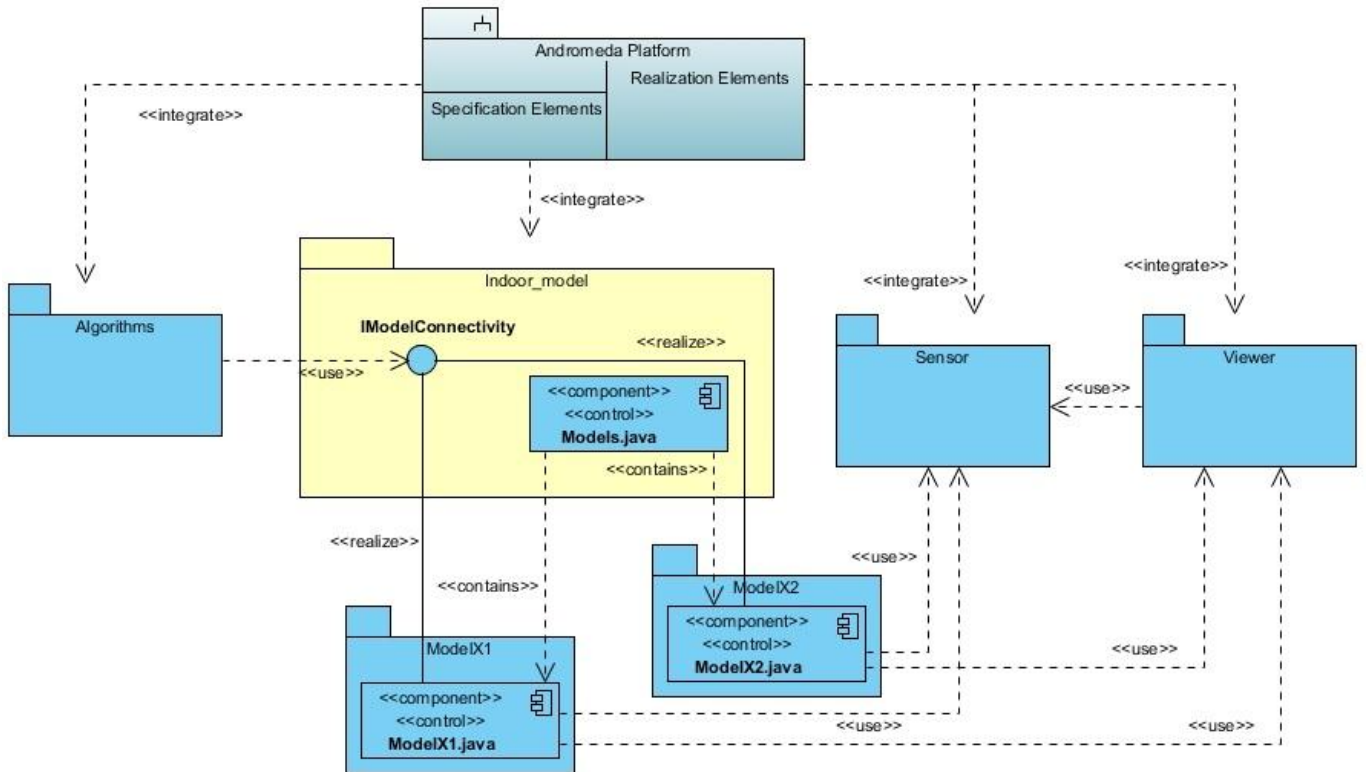 Andromeda Platform
Realization Elements
Specification Elements
<<integrate>>
<<integrate>>
<<integrate>>
<<integrate>>
Indoor_model
Algorithms
IModelConnectivity
<<realize>>
Sensor
Viewer
<<use>>
<<use>>
<<component>>
<<control>>
Models.java
<<contains>>
<<realize>>
<<use>>
<<contains>>
ModelX2
<<component>>
<<control>>
ModelX2.java
<<use>>
ModelX1
<<component>>
<<control>>
ModelX1.java
<<use>>
<<use>>